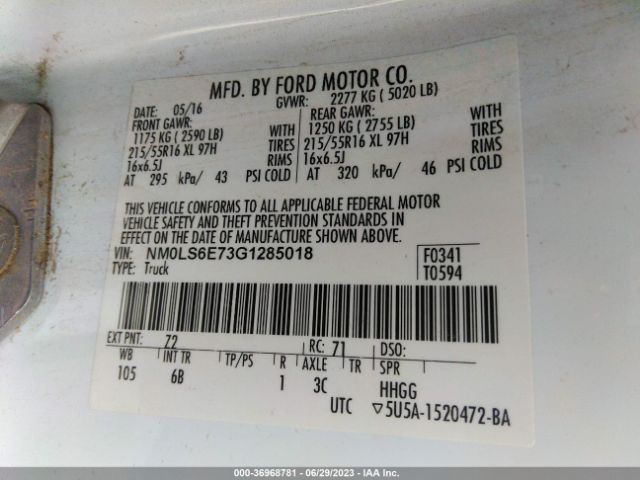 MFD. BY FORD MOTOR CO.
DATE: 05/16 GVWR: 2277 KG ( 5020 LB)
FRONT GAWR: REAR GAWR:
1175 KG ( 2590 LB) WITH 1250 KG ( 2755 LB) WITH
215/55R16 XL 97H TIRES 215/55R16 XL 97H TIRES
16x6.5J RIMS 16x6.5J RIMS
AT 295 kPa/ 43 PSI COLD AT 320 kPa/ 46 PSI COLD
THIS VEHICLE CONFORMS TO ALL APPLICABLE FEDERAL MOTOR
VEHICLE SAFETY AND THEFT PREVENTION STANDARDS IN
EFFECT ON THE DATE OF MANUFACTURE SHOWN ABOVE.
VIN: NM0LS6E73G1285018 F0341
TYPE: Truck T0594
EXT PNT: 72 RC: 71 DSO:
WB INT TR TP/PS R AXLE TR SPR
105 6B 1 3C HHGG
UTC ▽5U5A-1520472-BA
000-36968781 - 06/29/2023 - IAA Inc.